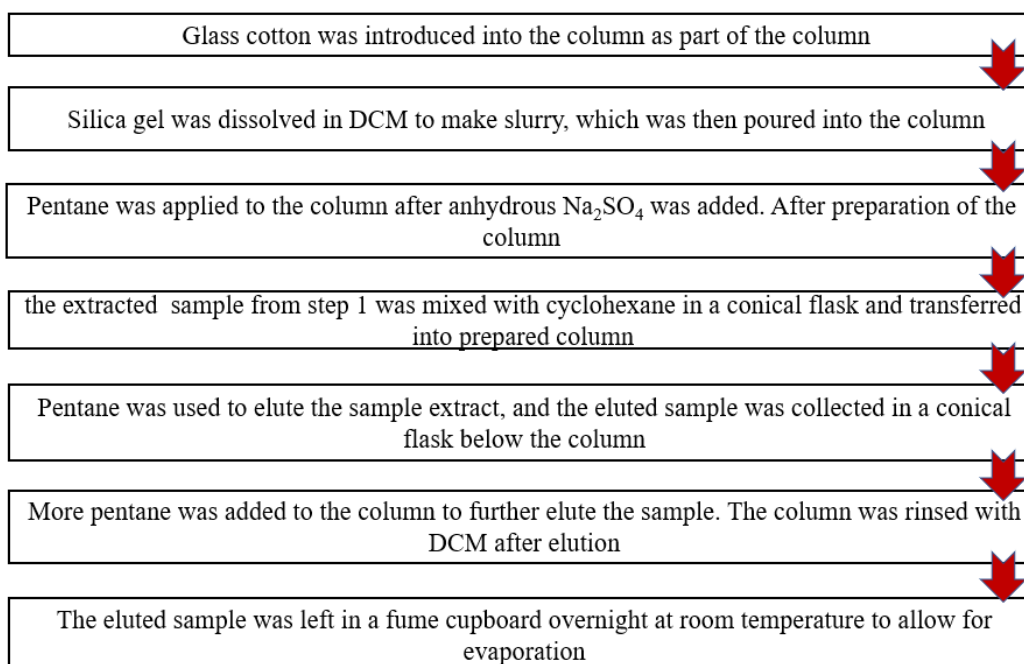 Glass cotton was introduced into the column as part of the column
Silica gel was dissolved in DCM to make slurry, which was then poured into the column
Pentane was applied to the column after anhydrous Na₂SO₄ was added. After preparation of the
column
the extracted  sample from step 1 was mixed with cyclohexane in a conical flask and transferred
into prepared column
Pentane was used to elute the sample extract, and the eluted sample was collected in a conical
flask below the column
More pentane was added to the column to further elute the sample. The column was rinsed with
DCM after elution
The eluted sample was left in a fume cupboard overnight at room temperature to allow for
evaporation